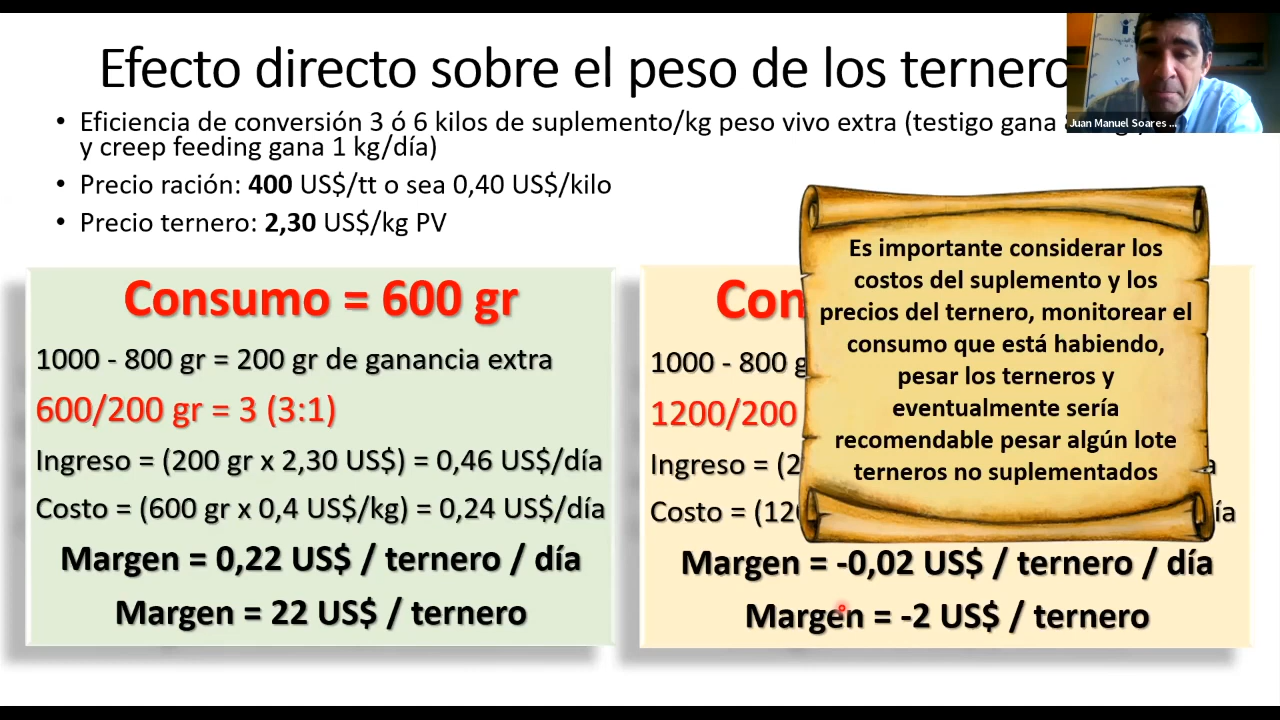 Efecto directo sobre el peso de los
• Eficiencia de conversión 3 ó 6 kilos de suplemento/kg peso vivo extra (testigo gana
y creep feeding gana 1 kg/día)
• Precio ración: 400 US$/tt o sea 0,40 US$/kilo
• Precio ternero: 2,30 US$/kg PV
Consumo = 600 gr
1000 - 800 gr = 200 gr de ganancia extra
600/200 gr = 3 (3:1)
Ingreso = (200 gr x 2,30 US$) = 0,46 US$/día
Costo = (600 gr x 0,4 US$/kg) = 0,24 US$/día
Margen = 0,22 US$ / ternero / día
Margen = 22 US$ / ternero
1000 - 800
1200/200
Ingreso =
Costo =
Margen = -0,02 US$ / ternero / día
Margen = -2 US$ / ternero
Es importante considerar los
costos del suplemento y los
precios del ternero, monitorear el
consumo que está habiendo,
pesar los terneros y
eventualmente sería
recomendable pesar algún lote
terneros no suplementados
Juan Manuel Soares ...